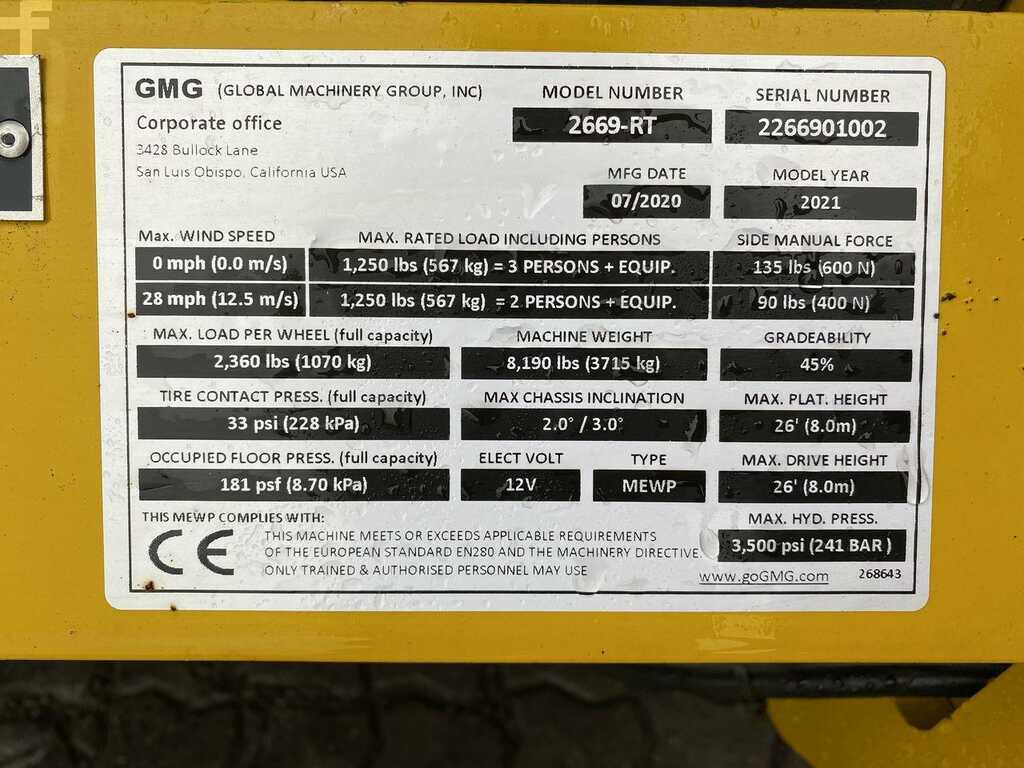 GMG (GLOBAL MACHINERY GROUP, INC)
Corporate office
3428 Bullock Lane
San Luis Obispo, California USA
MODEL NUMBER
2669-RT
SERIAL NUMBER
2266901002
MFG DATE
07/2020
MODEL YEAR
2021
Max. WIND SPEED MAX. RATED LOAD INCLUDING PERSONS SIDE MANUAL FORCE
0 mph (0.0 m/s) 1,250 lbs (567 kg) = 3 PERSONS + EQUIP. 135 lbs (600 N)
28 mph (12.5 m/s) 1,250 lbs (567 kg) = 2 PERSONS + EQUIP. 90 lbs (400 N)
MAX. LOAD PER WHEEL (full capacity) MACHINE WEIGHT GRADEABILITY
2,360 lbs (1070 kg) 8,190 lbs (3715 kg) 45%
TIRE CONTACT PRESS. (full capacity) MAX CHASSIS INCLINATION MAX. PLAT. HEIGHT
33 psi (228 kPa) 2.0° / 3.0° 26' (8.0m)
OCCUPIED FLOOR PRESS. (full capacity) ELECT VOLT TYPE MAX. DRIVE HEIGHT
181 psf (8.70 kPa) 12V MEWP 26' (8.0m)
THIS MEWP COMPLIES WITH:
CE
THIS MACHINE MEETS OR EXCEEDS APPLICABLE REQUIREMENTS
OF THE EUROPEAN STANDARD EN280 AND THE MACHINERY DIRECTIVE.
ONLY TRAINED & AUTHORISED PERSONNEL MAY USE
MAX. HYD. PRESS.
3,500 psi (241 BAR )
www.goGMG.com 268643